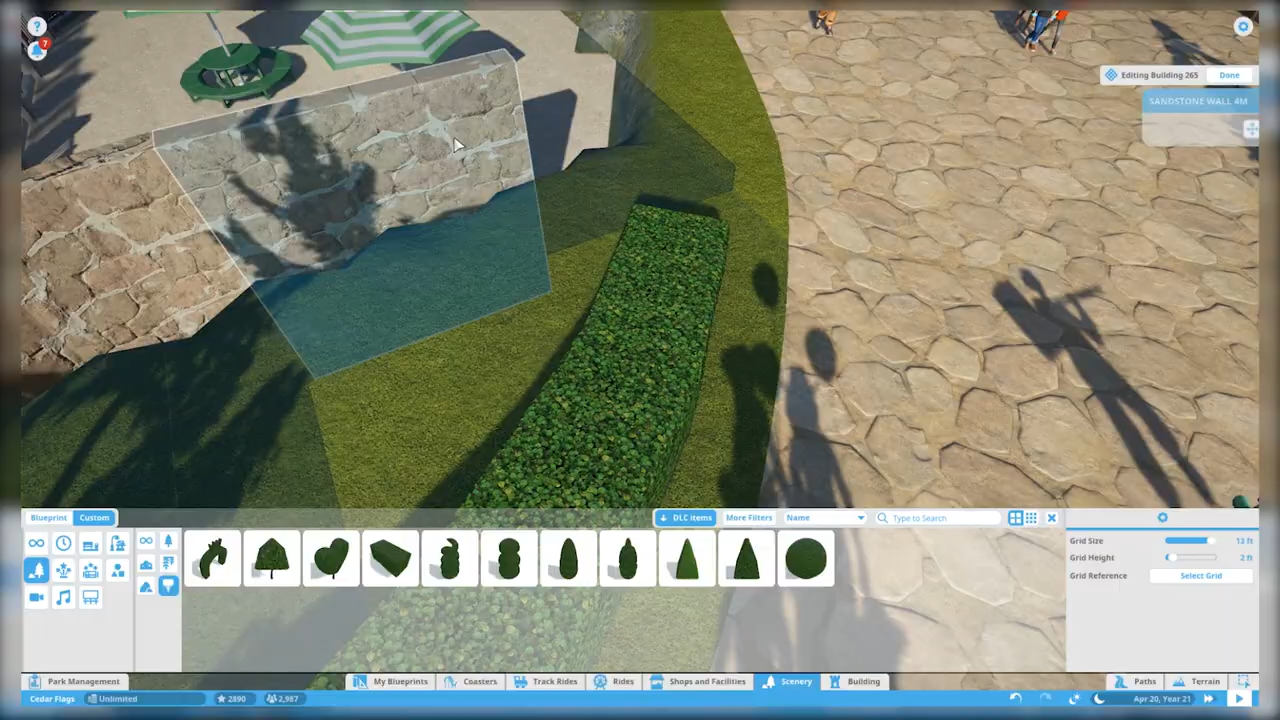 ?
7
Editing Building 265 Done
SANDSTONE WALL 4M
Blueprint Custom
DLC items More Filters Name Type to Search
Grid Size 13 ft
Grid Height 2 ft
Grid Reference Select Grid
Park Management My Blueprints Coasters Track Rides Rides Shops and Facilities Scenery Building Paths Terrain
Cedar Flags Unlimited 2890 2,987 Apr 20, Year 21